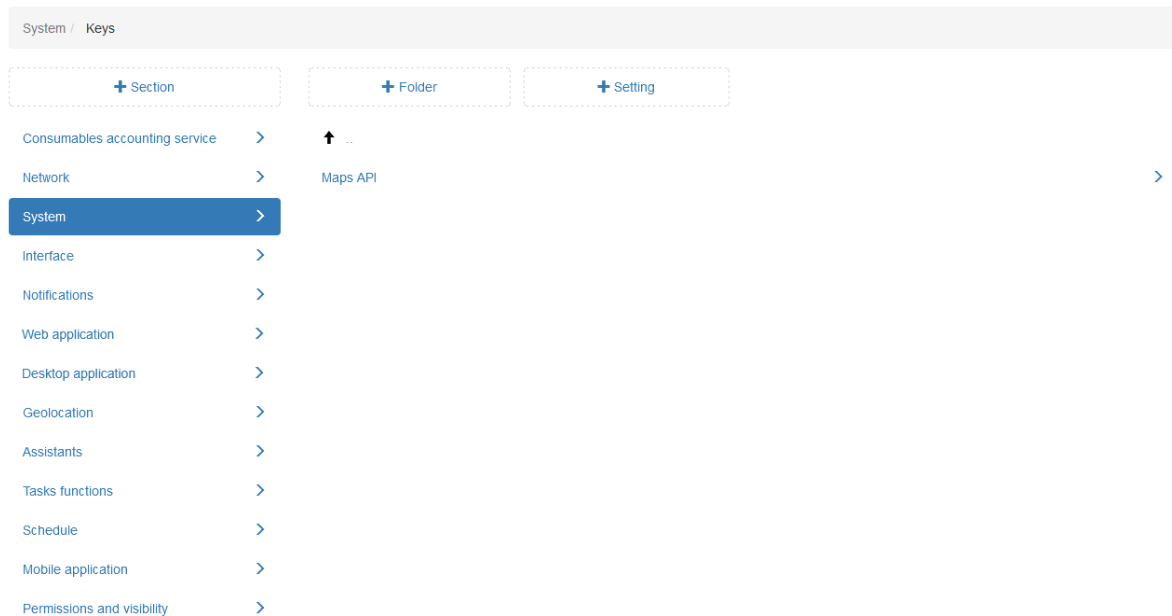 System / Keys
+ Section
+ Folder
+ Setting
Consumables accounting service
Network
System
Interface
Notifications
Web application
Desktop application
Geolocation
Assistants
Tasks functions
Schedule
Mobile application
Permissions and visibility
..
Maps API